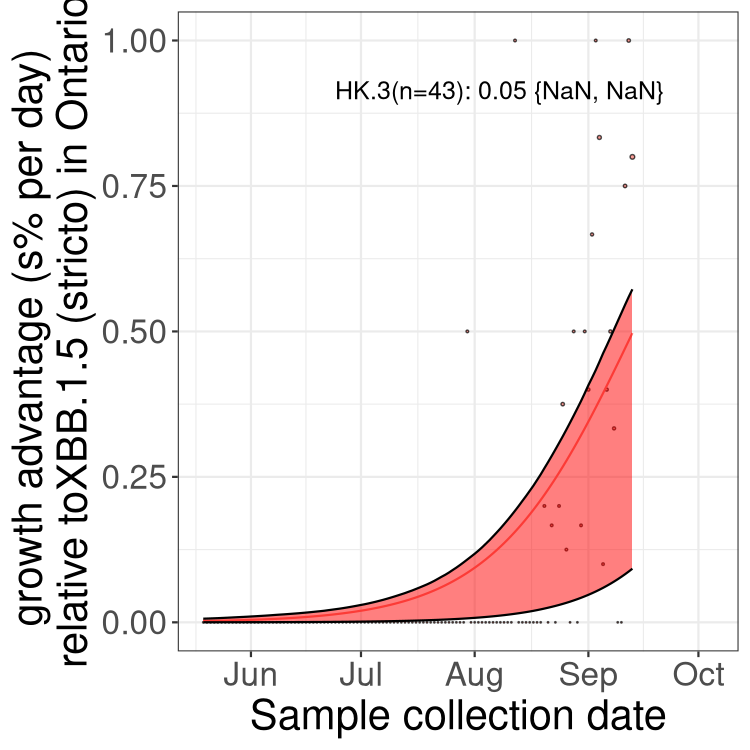 growth advantage (s% per day)
relative toXBB.1.5 (stricto) in Ontario
1.00
HK.3(n=43): 0.05 {NaN, NaN}
0.75
0.50
0.25
0.00
Jun Jul Aug Sep Oct
Sample collection date